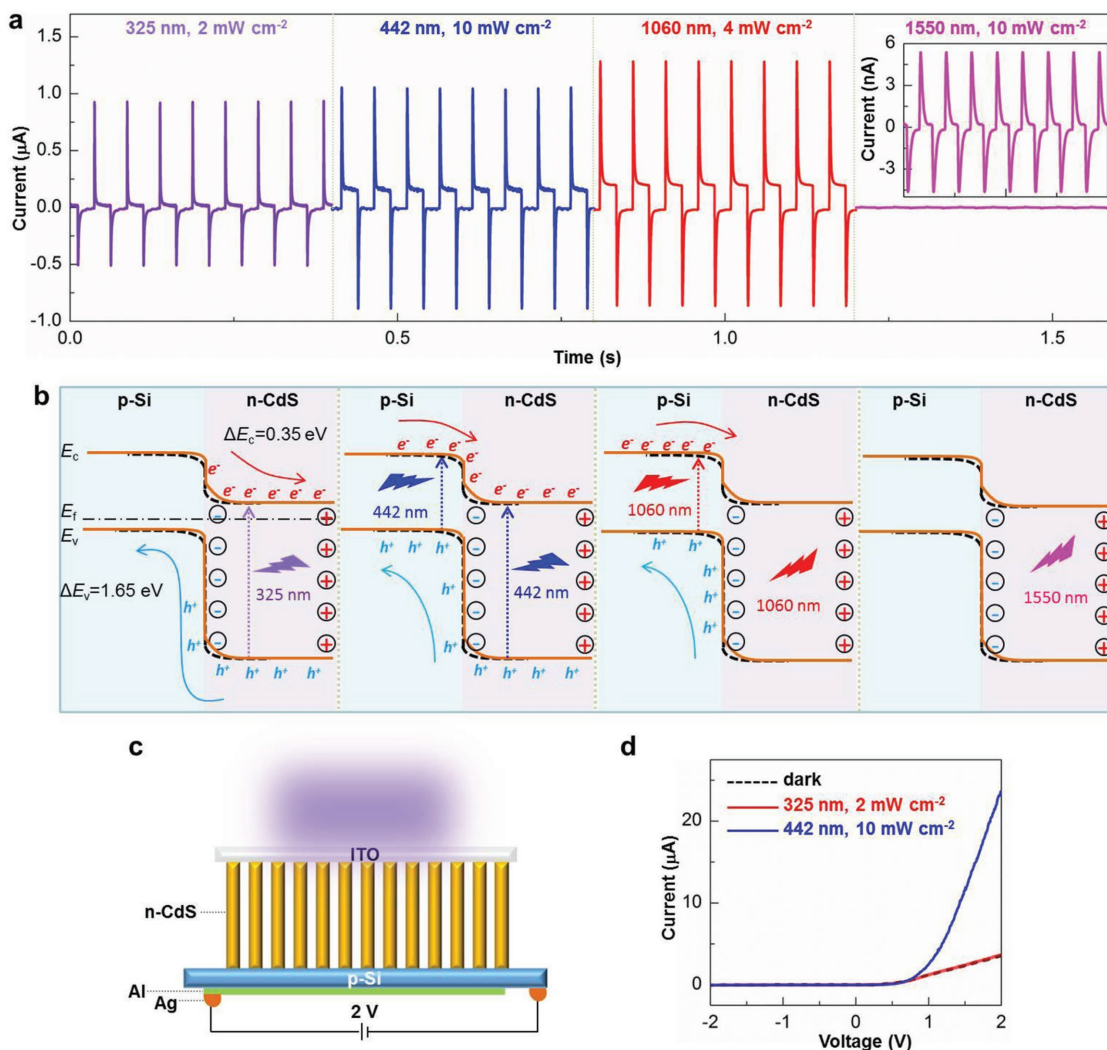 a
325 nm, 2 mW cm-2
442 nm, 10 mW cm-2
1060 nm, 4 mW cm-2
1550 nm, 10 mW cm-2
1.5
1.0
0.5
0.0
-0.5
-1.0
Current (μA)
0.0
0.5
1.0
1.5
Time (s)
6
3
0
-3
Current (nA)
b
p-Si
n-CdS
p-Si
n-CdS
p-Si
n-CdS
p-Si
n-CdS
Ec
Ef
Ev
ΔEc=0.35 eV
ΔEv=1.65 eV
e- e- e- e- e- e-
h+ h+ h+ h+ h+
325 nm
e- e- e- e- e- e- e- e- e-
442 nm
442 nm
h+ h+ h+ h+ h+ h+ h+ h+ h+
e- e- e- e- e-
1060 nm
1060 nm
h+ h+ h+ h+ h+
1550 nm
c
ITO
n-CdS
p-Si
Al
Ag
2 V
d
dark
325 nm, 2 mW cm-2
442 nm, 10 mW cm-2
20
10
0
Current (μA)
-2
-1
0
1
2
Voltage (V)